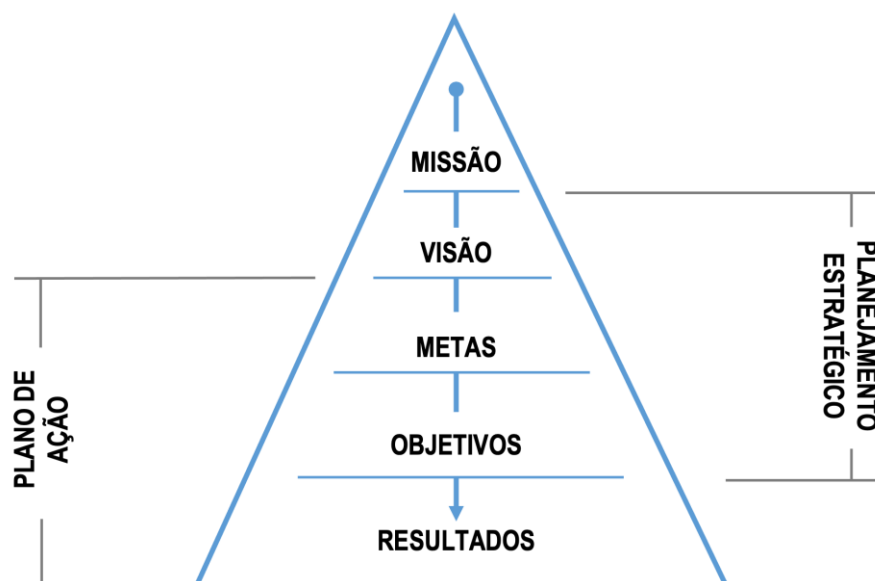 MISSÃO
VISÃO
METAS
OBJETIVOS
RESULTADOS
PLANO DE
AÇÃO
PLANEJAMENTO
ESTRATÉGICO